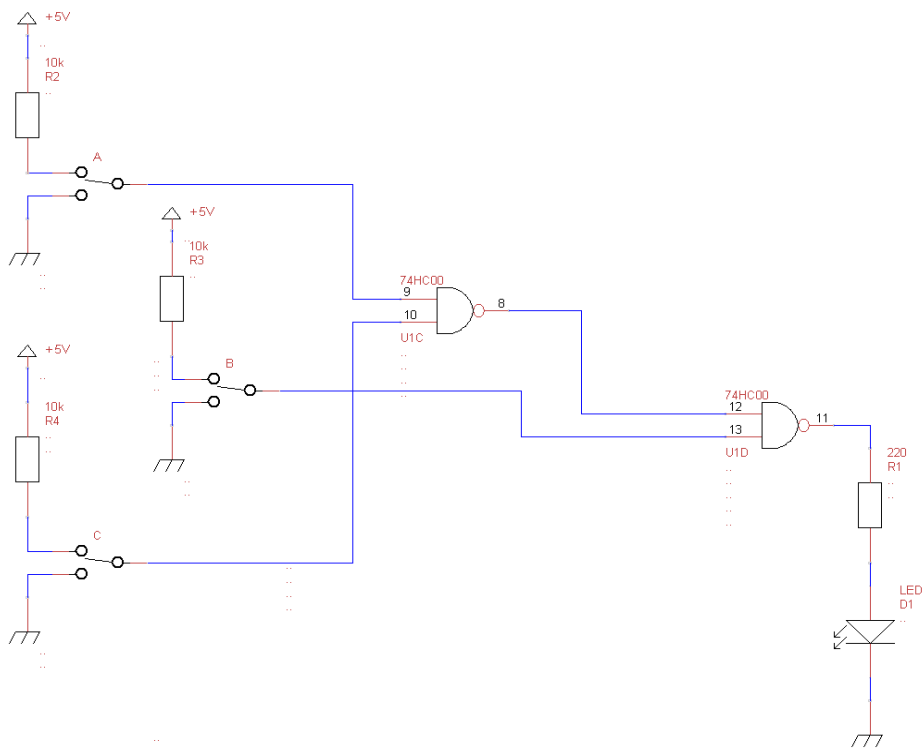 +5V
10k
R2
A
+5V
10k
R3
74HC00
9
8
10
U1C
+5V
B
10k
R4
74HC00
12
11
13
U1D
220
R1
C
LED
D1